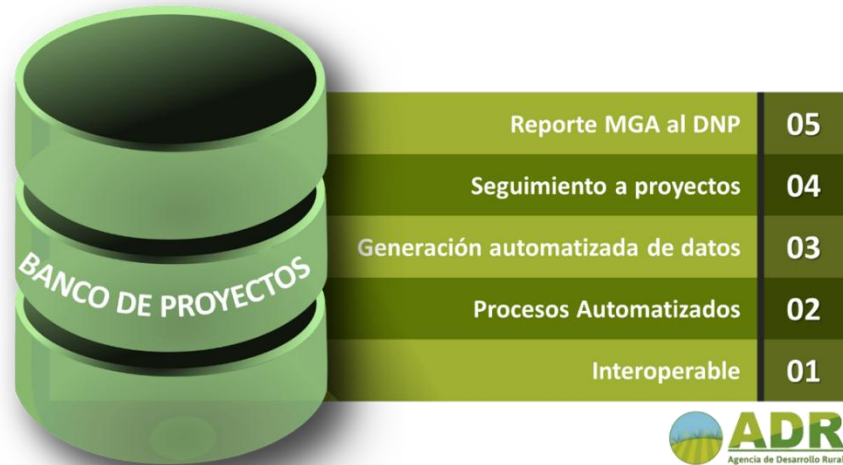 Reporte MGA al DNP 05
Seguimiento a proyectos 04
Generación automatizada de datos 03
BANCO DE PROYECTOS
Procesos Automatizados 02
Interoperable 01
ADR
Agencia de Desarrollo Rural